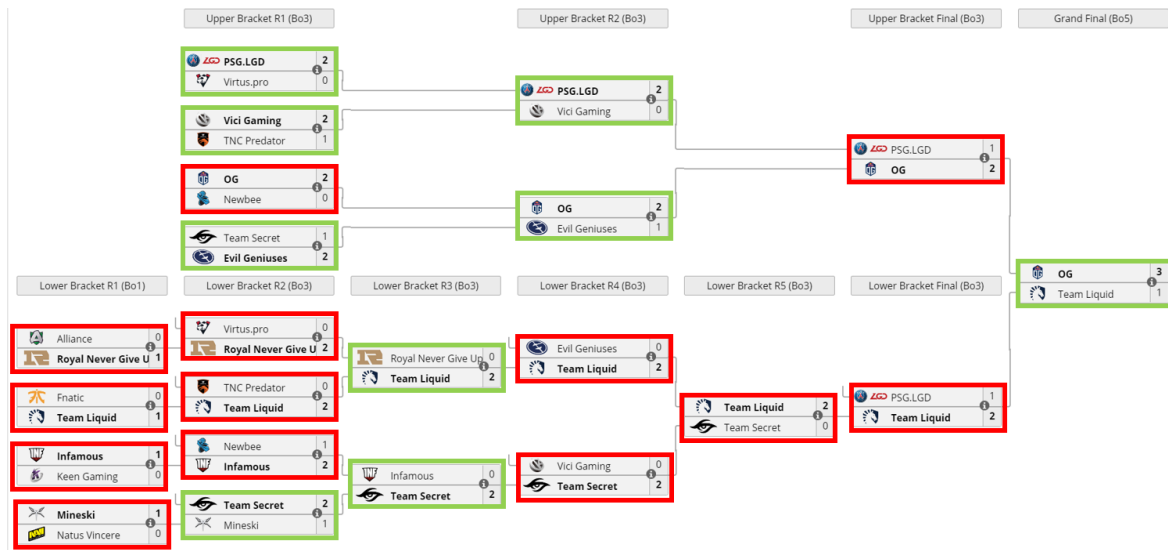 Upper Bracket R1 (Bo3)
Upper Bracket R2 (Bo3)
Upper Bracket Final (Bo3)
Grand Final (Bo5)
LGD PSG.LGD 2
Virtus.pro 0
Vici Gaming 2
TNC Predator 1
OG 2
Newbee 0
Team Secret 1
Evil Geniuses 2
LGD PSG.LGD 2
Vici Gaming 0
OG 2
Evil Geniuses 1
LGD PSG.LGD 1
OG 2
OG 3
Team Liquid 1
Lower Bracket R1 (Bo1)
Lower Bracket R2 (Bo3)
Lower Bracket R3 (Bo3)
Lower Bracket R4 (Bo3)
Lower Bracket R5 (Bo3)
Lower Bracket Final (Bo3)
Alliance 0
Royal Never Give U 1
Fnatic 0
Team Liquid 1
Infamous 1
Keen Gaming 0
Mineski 1
Natus Vincere 0
Virtus.pro 0
Royal Never Give U 2
TNC Predator 0
Team Liquid 2
Newbee 1
Infamous 2
Team Secret 2
Mineski 1
Royal Never Give Up 0
Team Liquid 2
Infamous 0
Team Secret 2
Evil Geniuses 0
Team Liquid 2
Vici Gaming 0
Team Secret 2
Team Liquid 2
Team Secret 0
LGD PSG.LGD 1
Team Liquid 2